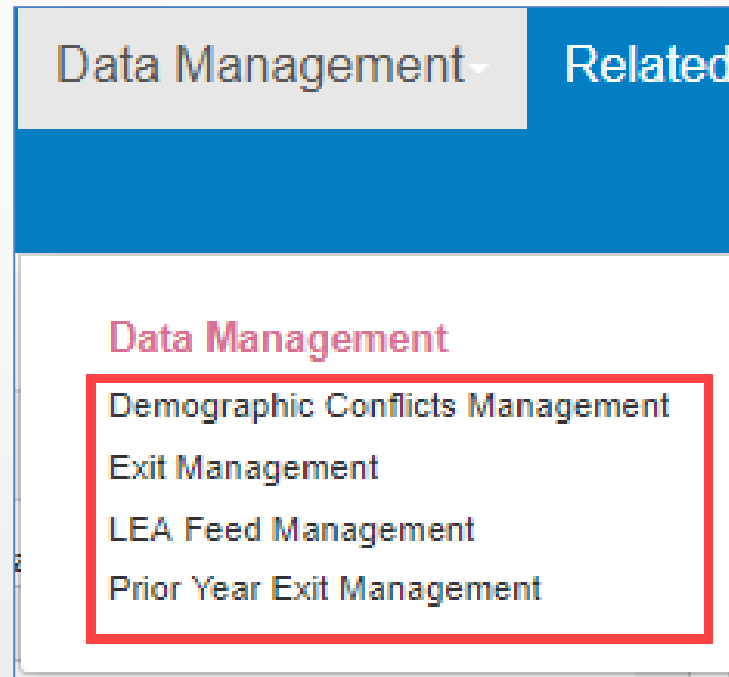 Data Management
Related
Data Management
Demographic Conflicts Management
Exit Management
LEA Feed Management
Prior Year Exit Management